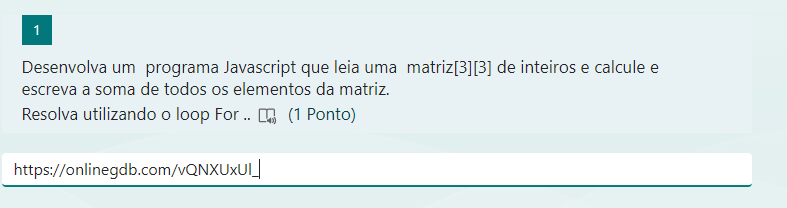 1
Desenvolva um  programa Javascript que leia uma  matriz[3][3] de inteiros e calcule e
escreva a soma de todos os elementos da matriz.
Resolva utilizando o loop For .. (1 Ponto)
https://onlinegdb.com/vQNXUxUl_